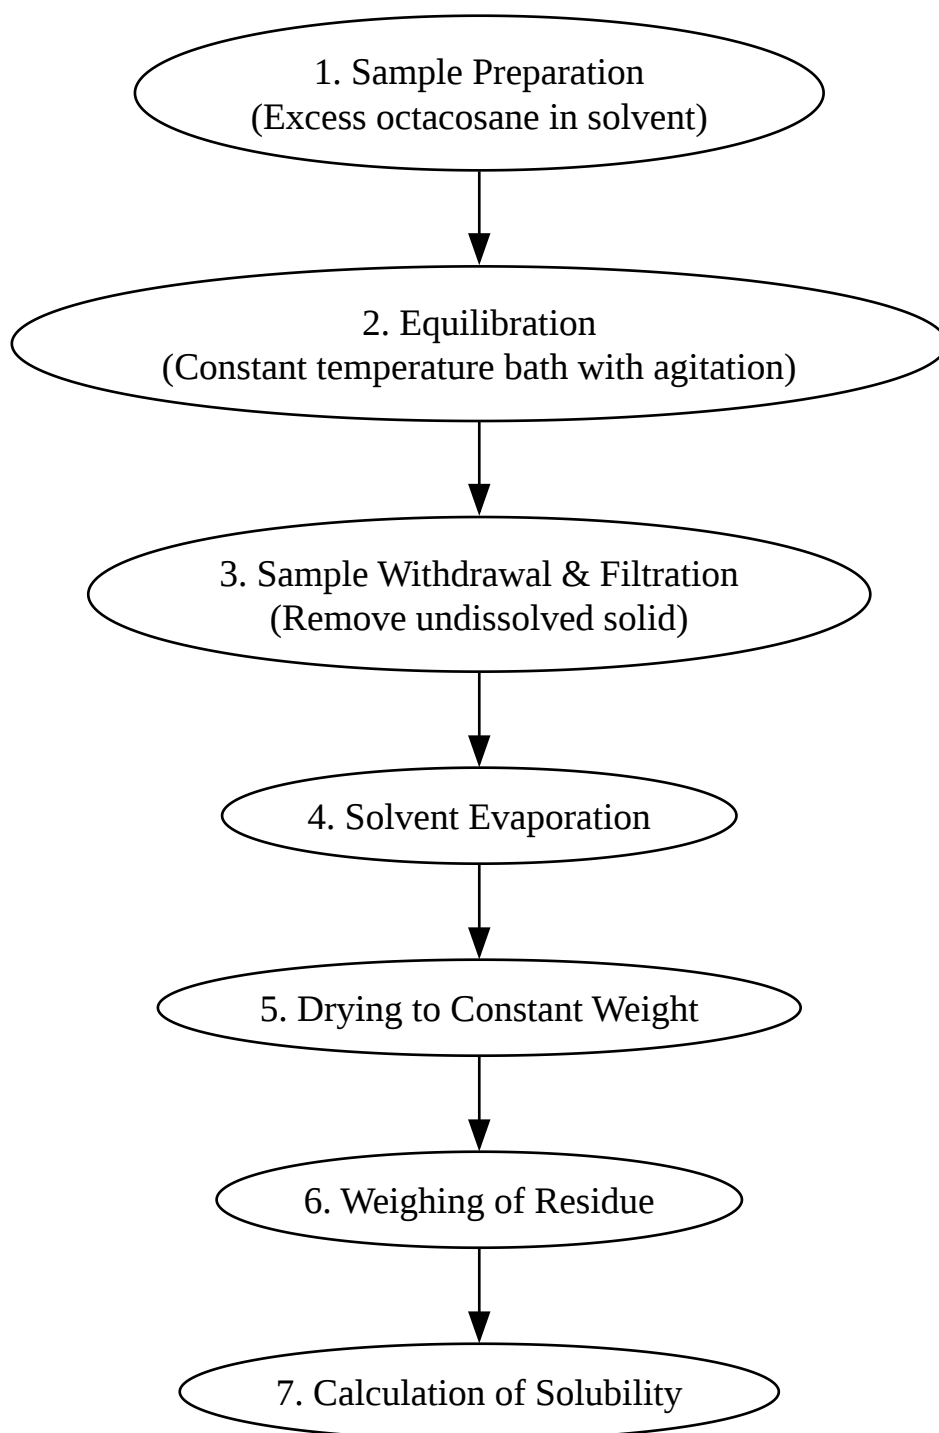 1. Sample Preparation
(Excess octacosane in solvent)
2. Equilibration
(Constant temperature bath with agitation)
3. Sample Withdrawal & Filtration
(Remove undissolved solid)
4. Solvent Evaporation
5. Drying to Constant Weight
6. Weighing of Residue
7. Calculation of Solubility